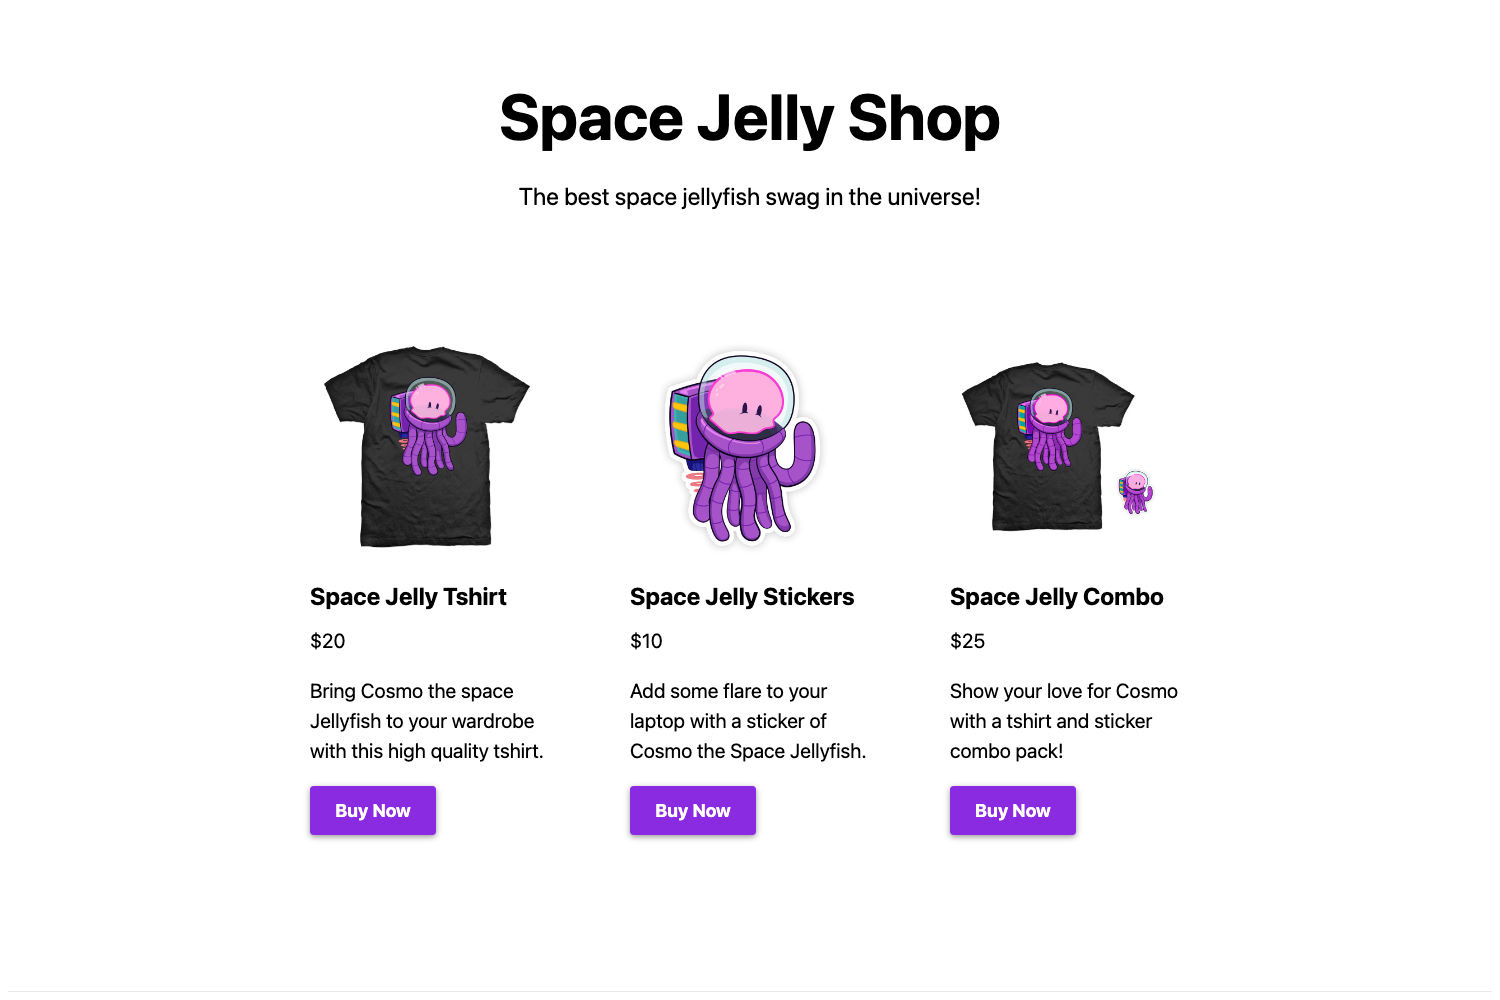 Space Jelly Shop
The best space jellyfish swag in the universe!
Space Jelly Tshirt
$20
Bring Cosmo the space
Jellyfish to your wardrobe
with this high quality tshirt.
Buy Now
Space Jelly Stickers
$10
Add some flare to your
laptop with a sticker of
Cosmo the Space Jellyfish.
Buy Now
Space Jelly Combo
$25
Show your love for Cosmo
with a tshirt and sticker
combo pack!
Buy Now